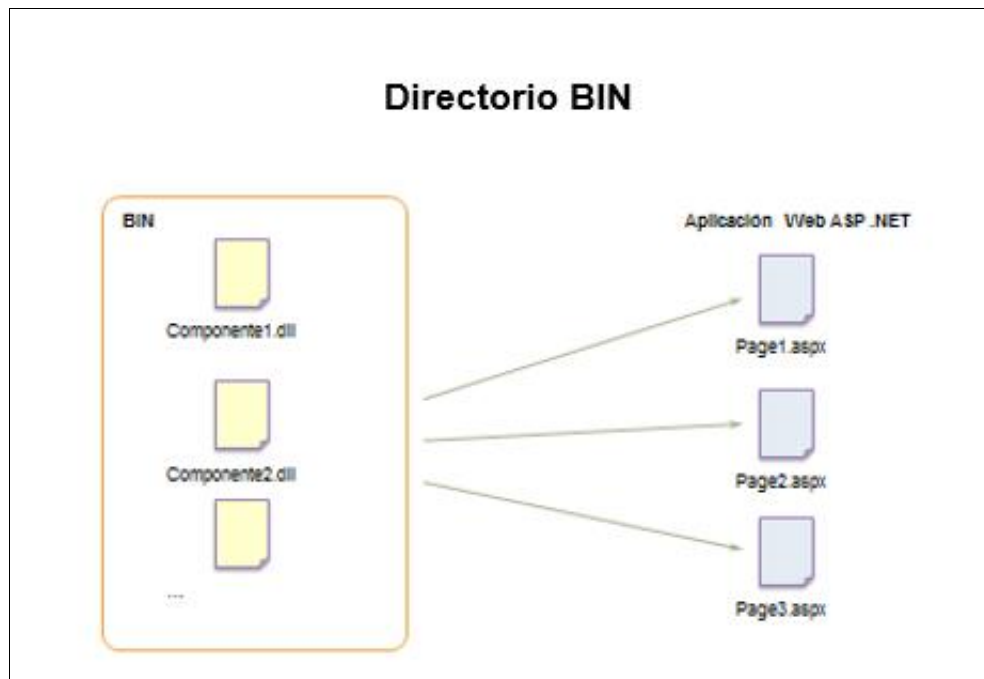 Directorio BIN
BIN
Componente1.dll
Componente2.dll
...
Aplicación Web ASP .NET
Page1.aspx
Page2.aspx
Page3.aspx